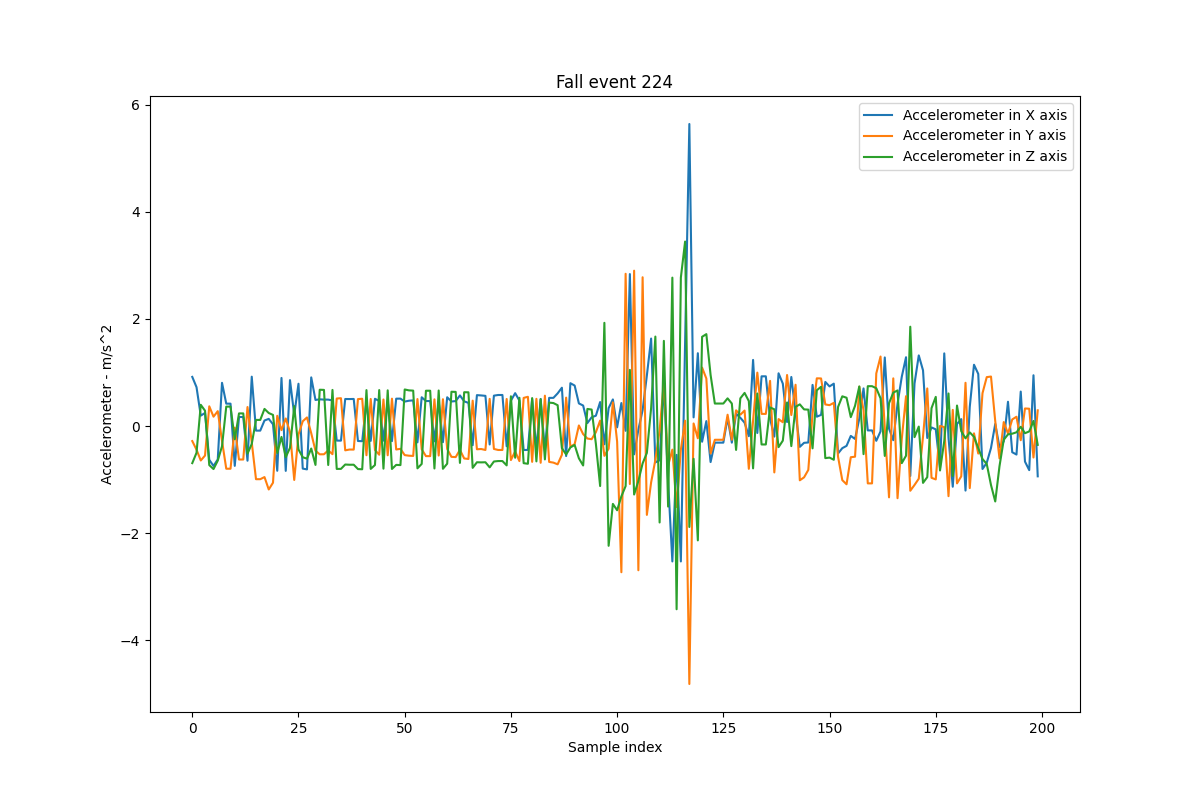 Fall event 224
Accelerometer in X axis
Accelerometer in Y axis
Accelerometer in Z axis
Accelerometer - m/s^2
6
4
2
0
−2
−4
0 25 50 75 100 125 150 175 200
Sample index